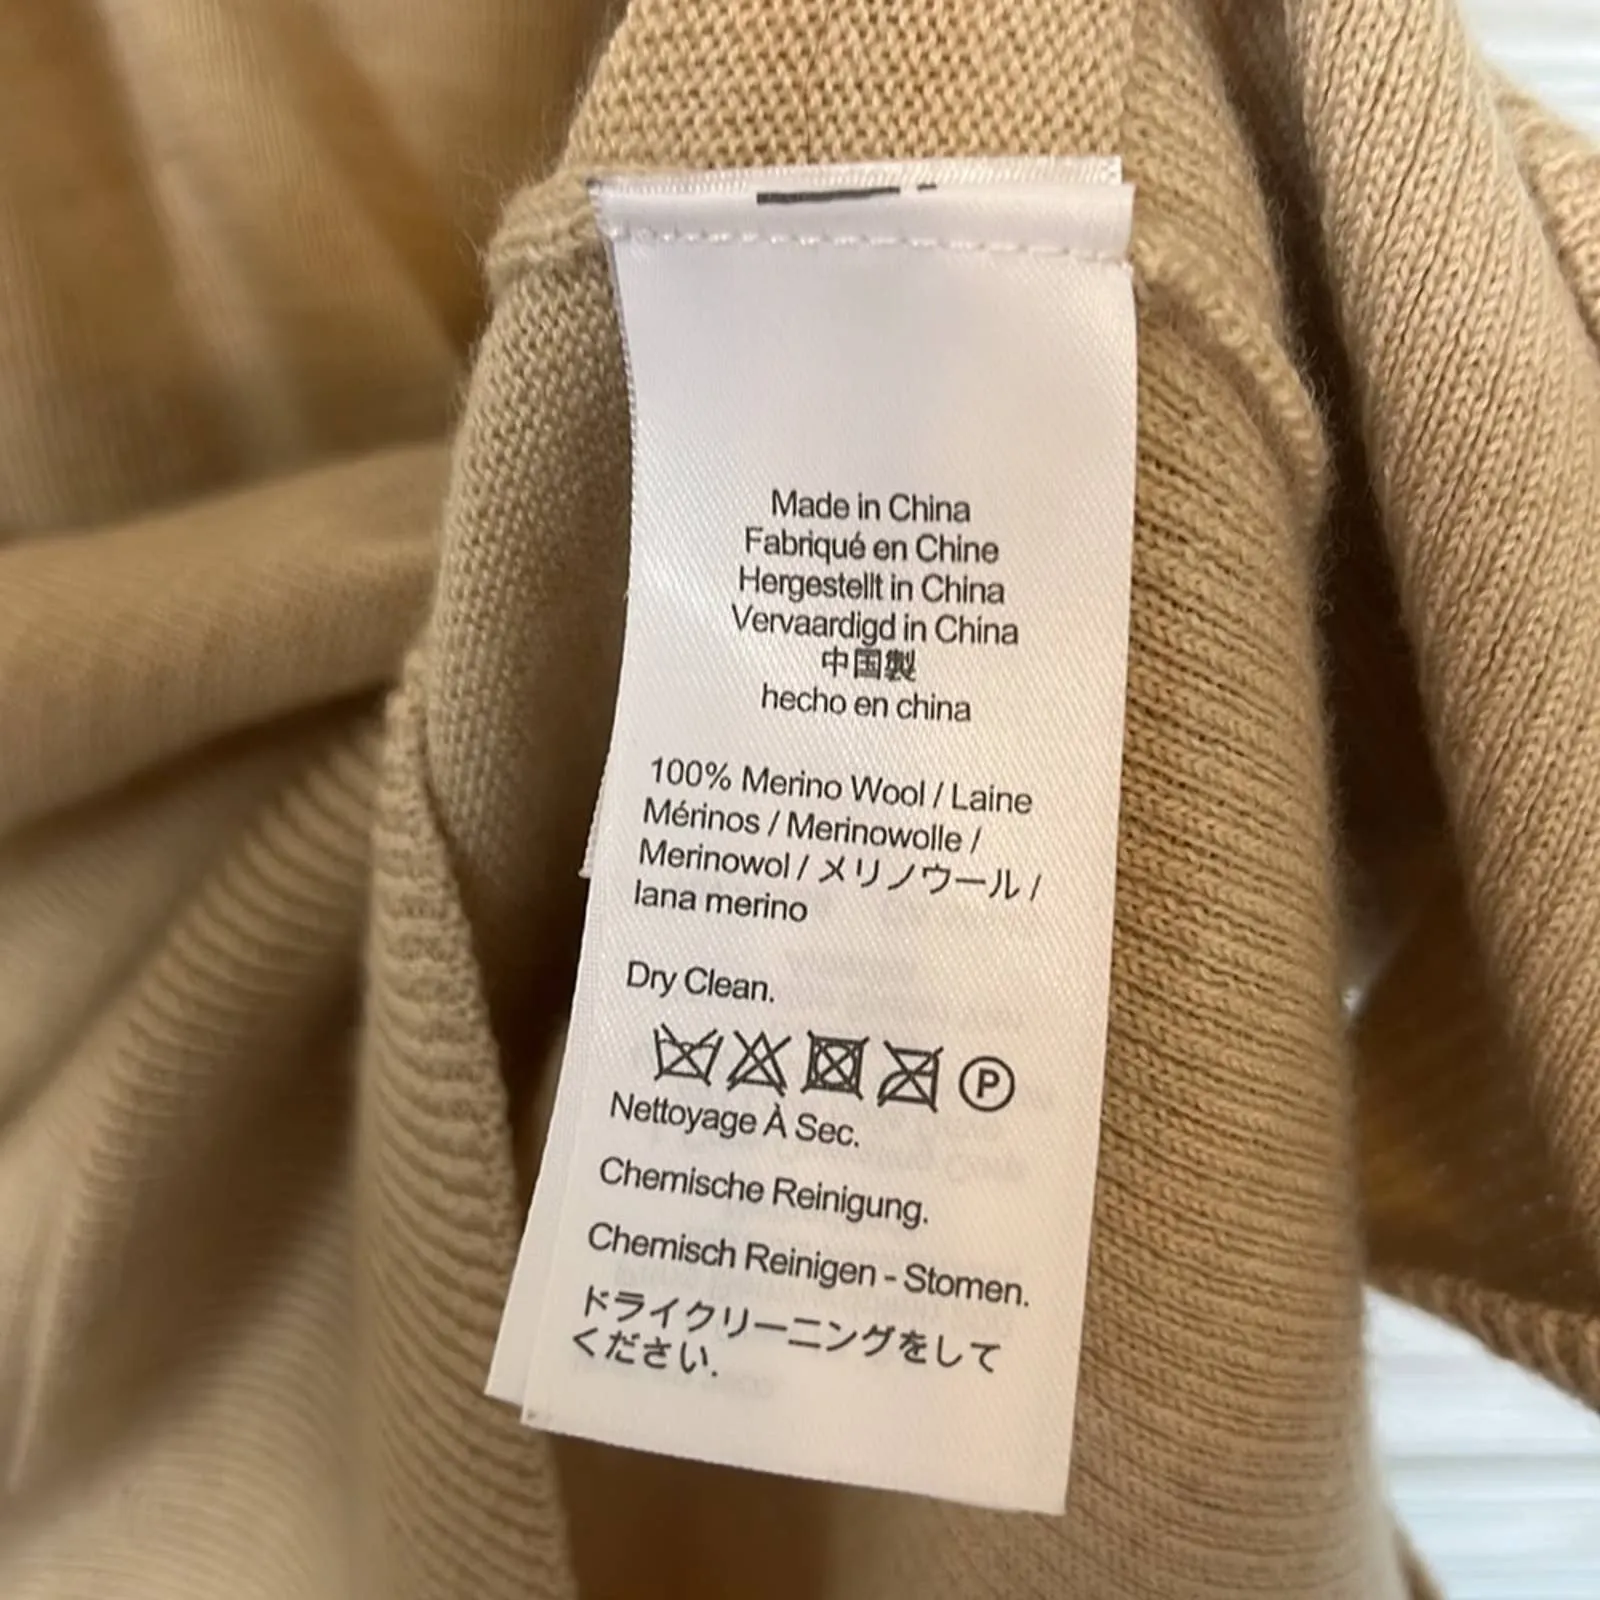 Made in China
Fabriqué en Chine
Hergestellt in China
Vervaardigd in China
中国製
hecho en china
100% Merino Wool / Laine
Mérinos / Merinowolle /
Merinowol / メリノウール /
lana merino
Dry Clean.
P
Nettoyage À Sec.
Chemische Reinigung.
Chemisch Reinigen - Stomen.
ドライクリーニングをして
ください.